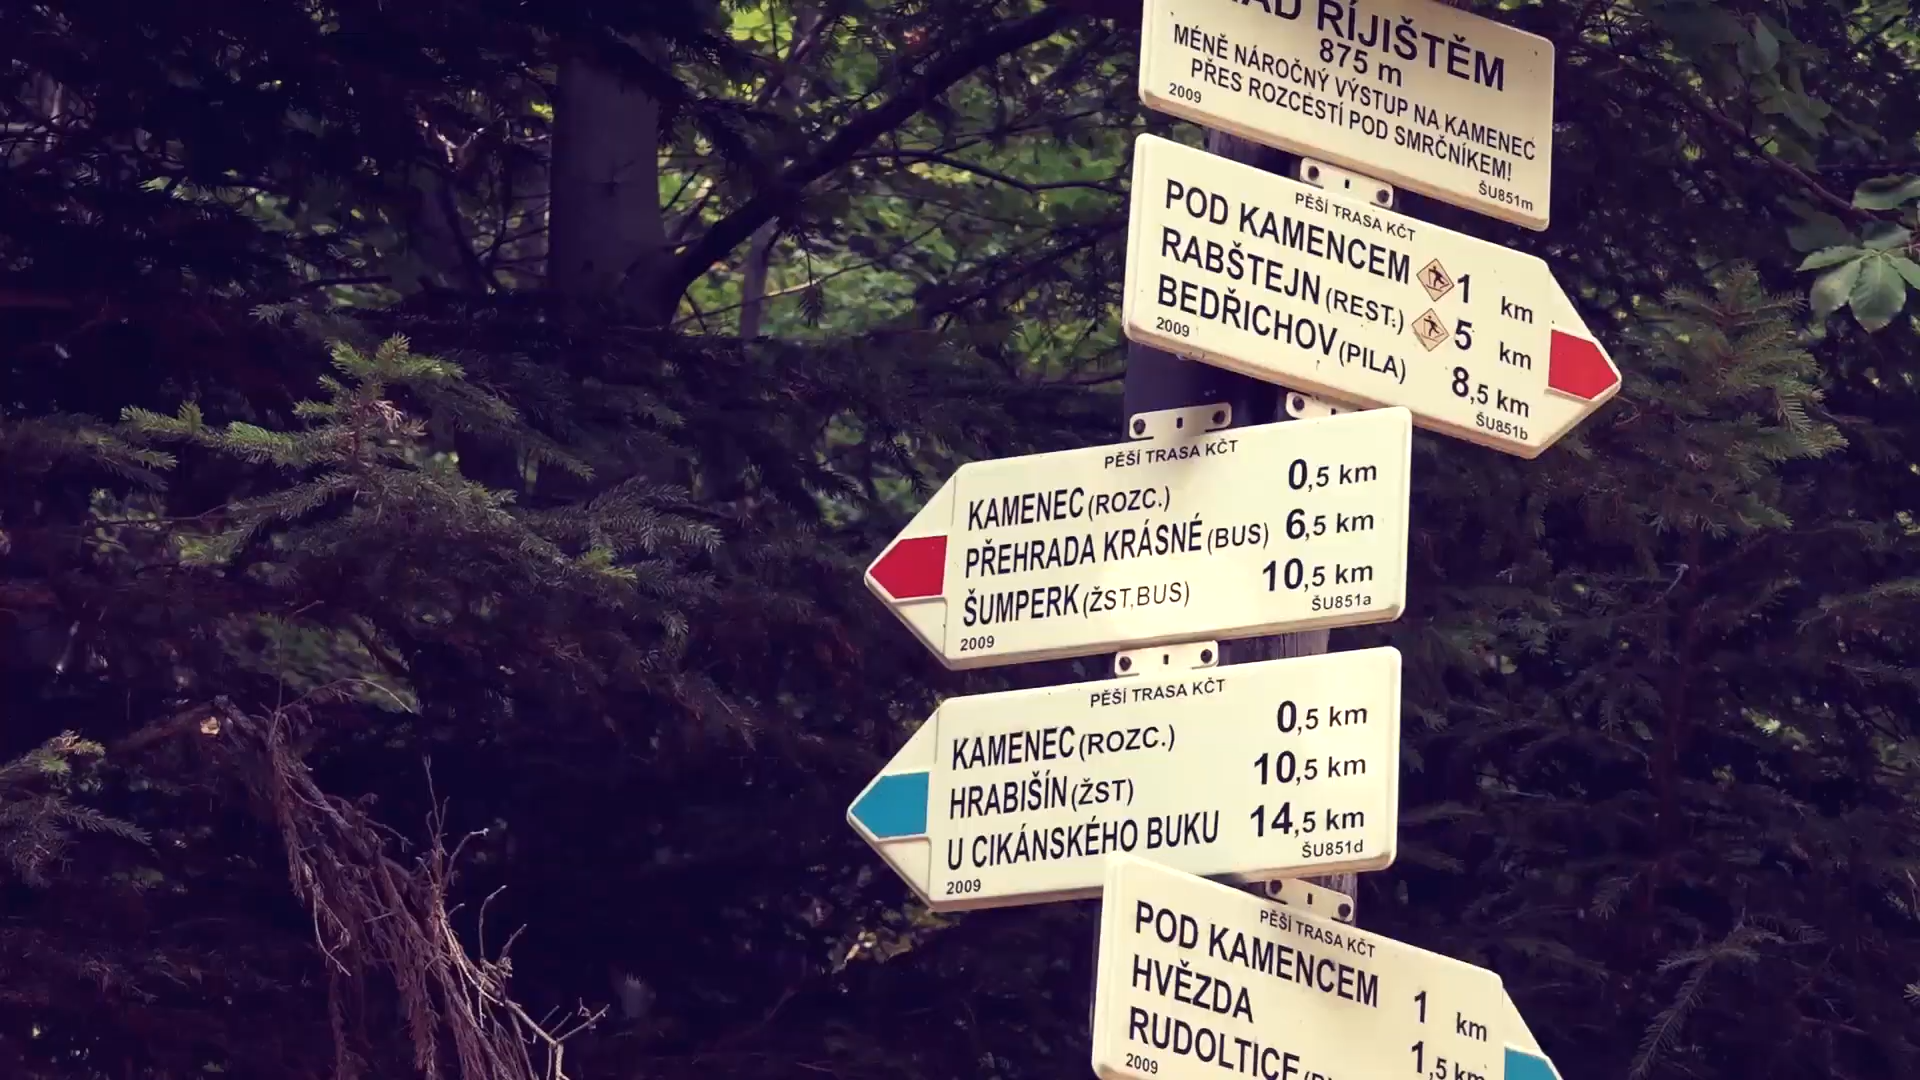 ŘÍJIŠTĚM
875 m
MÉNĚ NÁROČNÝ VÝSTUP NA KAMENEC
PŘES ROZCESTÍ POD SMRČNÍKEM!
2009
ŠU851m
PĚŠÍ TRASA KČT
POD KAMENCEM 1 km
RABŠTEJN (REST.) 5 km
BEDŘICHOV (PILA) 8,5 km
2009
ŠU851b
PĚŠÍ TRASA KČT
KAMENEC (ROZC.) 0,5 km
PŘEHRADA KRÁSNÉ (BUS) 6,5 km
ŠUMPERK (ŽST,BUS) 10,5 km
2009
ŠU851a
PĚŠÍ TRASA KČT
KAMENEC (ROZC.) 0,5 km
HRABIŠÍN (ŽST) 10,5 km
U CIKÁNSKÉHO BUKU 14,5 km
2009
ŠU851d
PĚŠÍ TRASA KČT
POD KAMENCEM 1 km
HVĚZDA 1,5 km
RUDOLTICE
2009